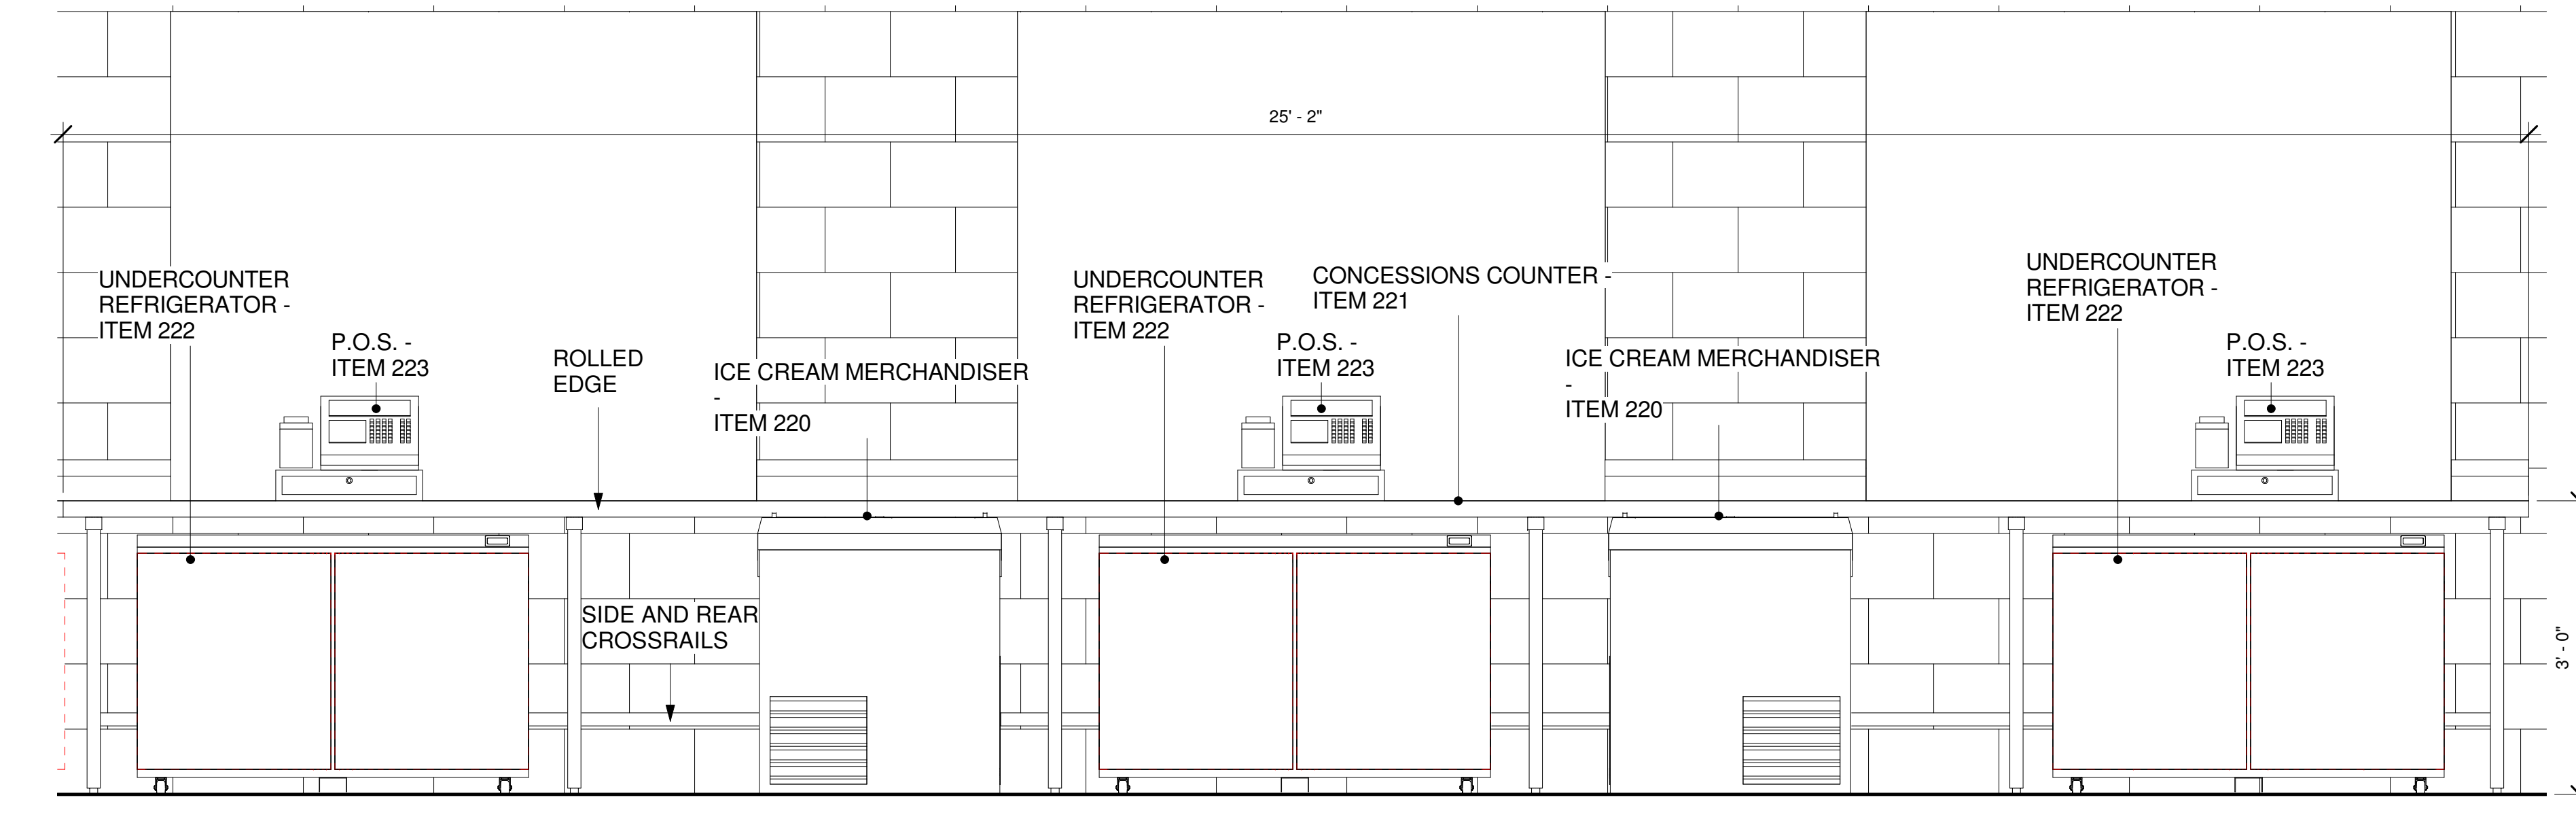 25' - 2"
UNDERCOUNTER
REFRIGERATOR -
ITEM 222
P.O.S. -
ITEM 223
ROLLED
EDGE
ICE CREAM MERCHANDISER
-
ITEM 220
UNDERCOUNTER
REFRIGERATOR -
ITEM 222
CONCESSIONS COUNTER -
ITEM 221
P.O.S. -
ITEM 223
ICE CREAM MERCHANDISER
-
ITEM 220
UNDERCOUNTER
REFRIGERATOR -
ITEM 222
P.O.S. -
ITEM 223
SIDE AND REAR
CROSSRAILS
3' - 0"